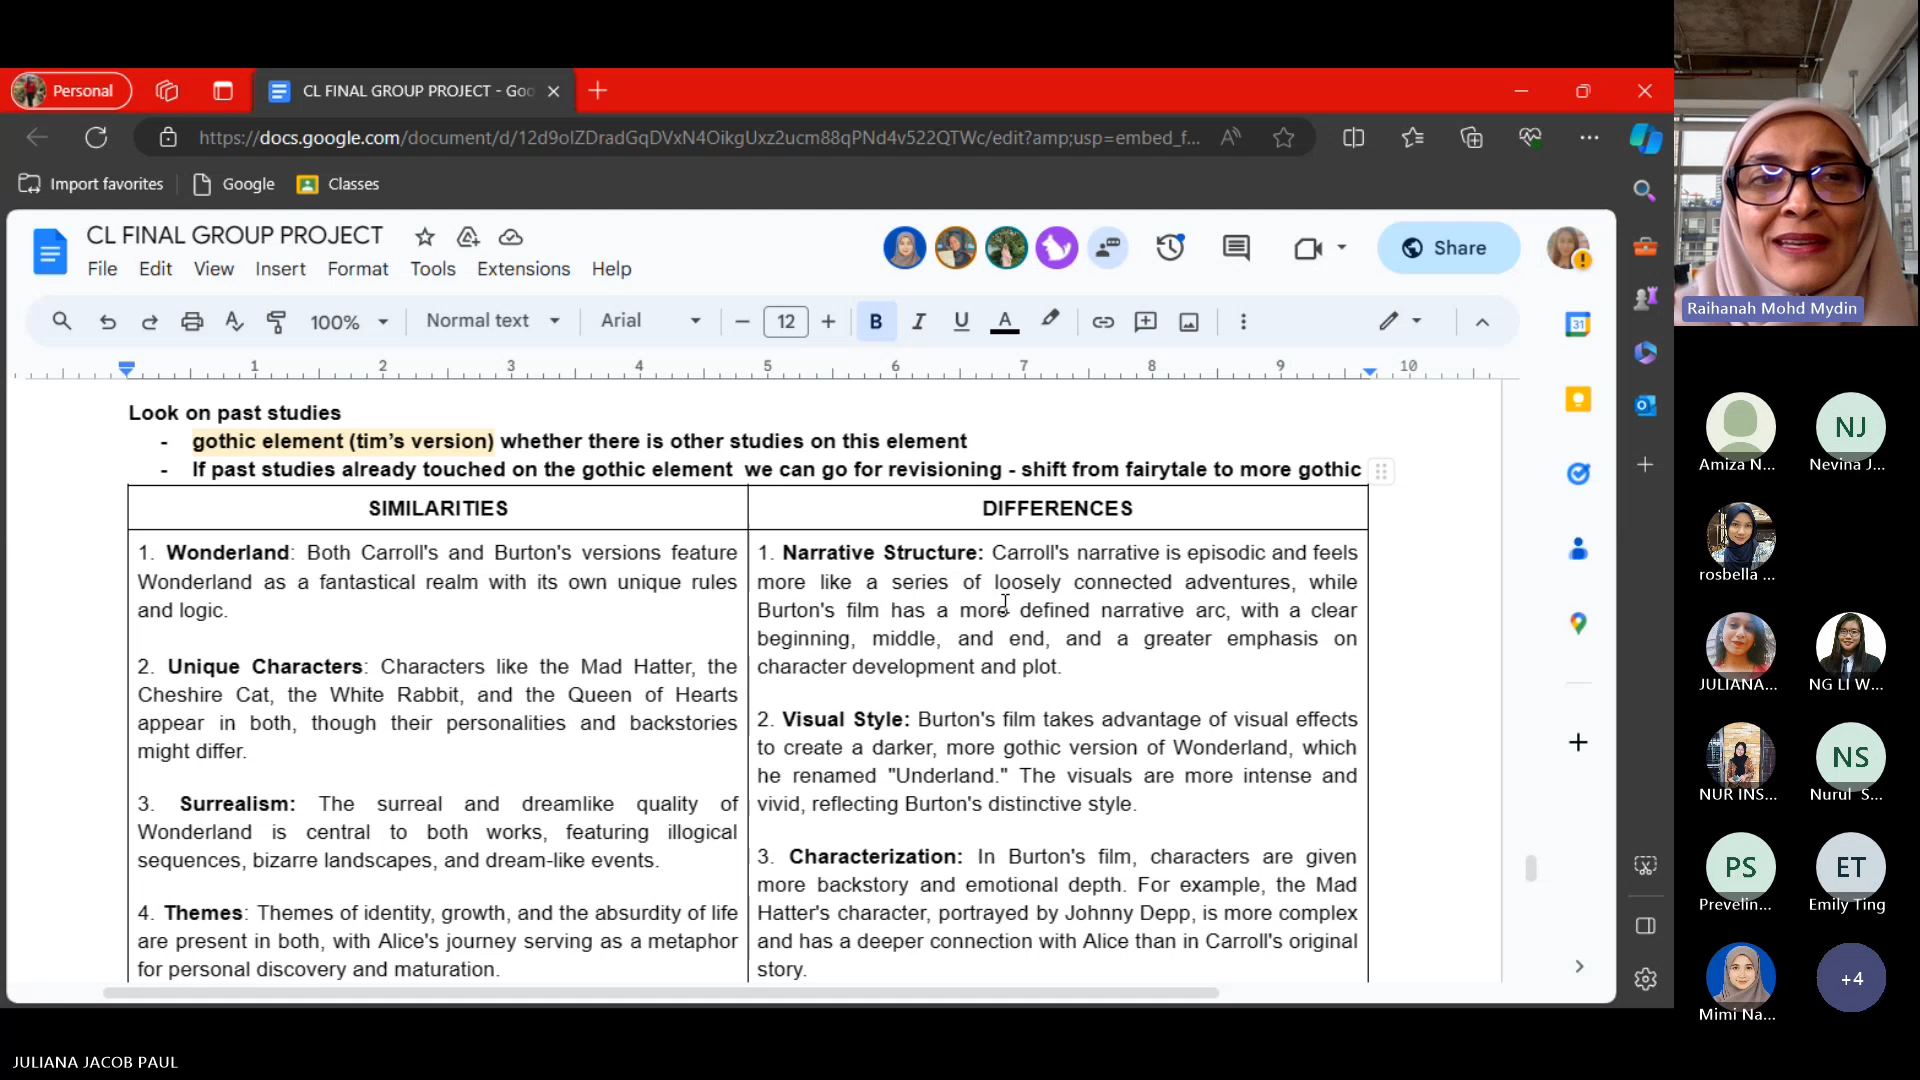 Personal
CL FINAL GROUP PROJECT - Goo
https://docs.google.com/document/d/12d9olZDradGqDVxN4OikgUxz2ucm88qPNd4v522QTWc/edit?amp;usp=embed_f...
Import favorites
Google
Classes
CL FINAL GROUP PROJECT
File Edit View Insert Format Tools Extensions Help
Share
100% Normal text Arial 12 B I U A
1 2 3 4 5 6 7 8 9 10
Look on past studies
- gothic element (tim's version) whether there is other studies on this element
- If past studies already touched on the gothic element we can go for revisioning - shift from fairytale to more gothic
SIMILARITIES
1. Wonderland: Both Carroll's and Burton's versions feature
Wonderland as a fantastical realm with its own unique rules
and logic.
2. Unique Characters: Characters like the Mad Hatter, the
Cheshire Cat, the White Rabbit, and the Queen of Hearts
appear in both, though their personalities and backstories
might differ.
3. Surrealism: The surreal and dreamlike quality of
Wonderland is central to both works, featuring illogical
sequences, bizarre landscapes, and dream-like events.
4. Themes: Themes of identity, growth, and the absurdity of life
are present in both, with Alice's journey serving as a metaphor
for personal discovery and maturation.
DIFFERENCES
1. Narrative Structure: Carroll's narrative is episodic and feels
more like a series of loosely connected adventures, while
Burton's film has a more defined narrative arc, with a clear
beginning, middle, and end, and a greater emphasis on
character development and plot.
2. Visual Style: Burton's film takes advantage of visual effects
to create a darker, more gothic version of Wonderland, which
he renamed "Underland." The visuals are more intense and
vivid, reflecting Burton's distinctive style.
3. Characterization: In Burton's film, characters are given
more backstory and emotional depth. For example, the Mad
Hatter's character, portrayed by Johnny Depp, is more complex
and has a deeper connection with Alice than in Carroll's original
story.
31
Raihanah Mohd Mydin
Amiza N...
NJ
Nevina J...
rosbella ...
JULIANA...
NG LI W...
NUR INS...
NS
Nurul S...
PS
Prevelin...
ET
Emily Ting
Mimi Na...
+4
JULIANA JACOB PAUL